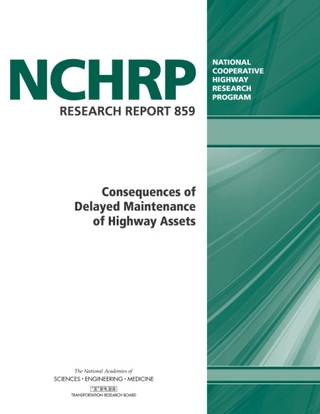 NCHRP
RESEARCH REPORT 859
NATIONAL
COOPERATIVE
HIGHWAY
RESEARCH
PROGRAM
Consequences of
Delayed Maintenance
of Highway Assets
The National Academies of
SCIENCES • ENGINEERING • MEDICINE
TRB
TRANSPORTATION RESEARCH BOARD